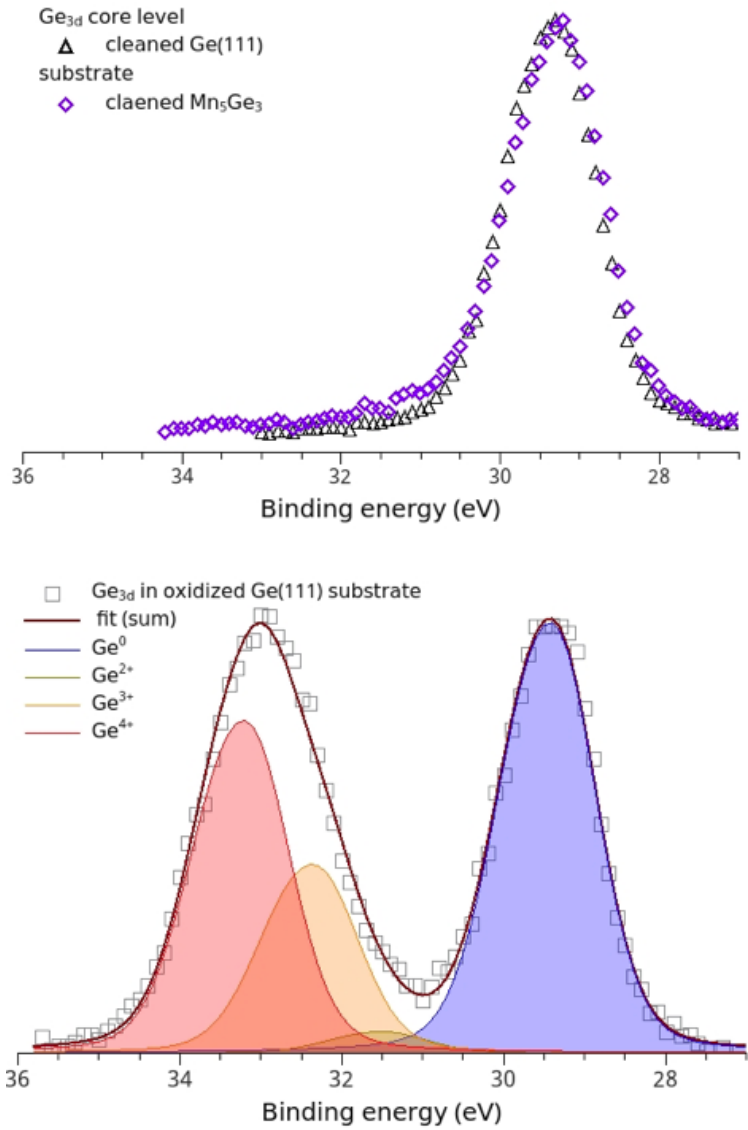 Ge3d core level
cleaned Ge(111)
substrate
claened Mn5Ge3
36 34 32 30 28
Binding energy (eV)
Ge3d in oxidized Ge(111) substrate
fit (sum)
Ge0
Ge2+
Ge3+
Ge4+
36 34 32 30 28
Binding energy (eV)